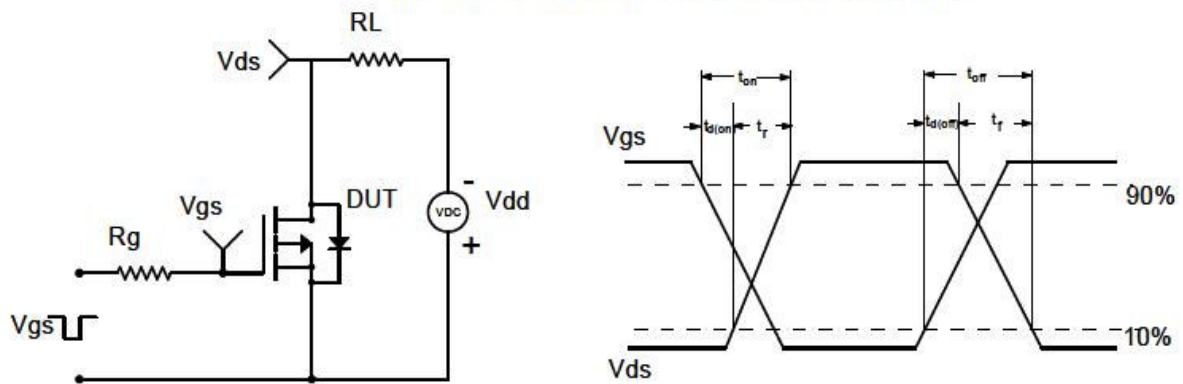 RL
Vds
-
Vdd
VDC
+
DUT
Vgs
Rg
Vgs
ton
toff
td(on)
tr
td(off)
tf
Vgs
90%
10%
Vds